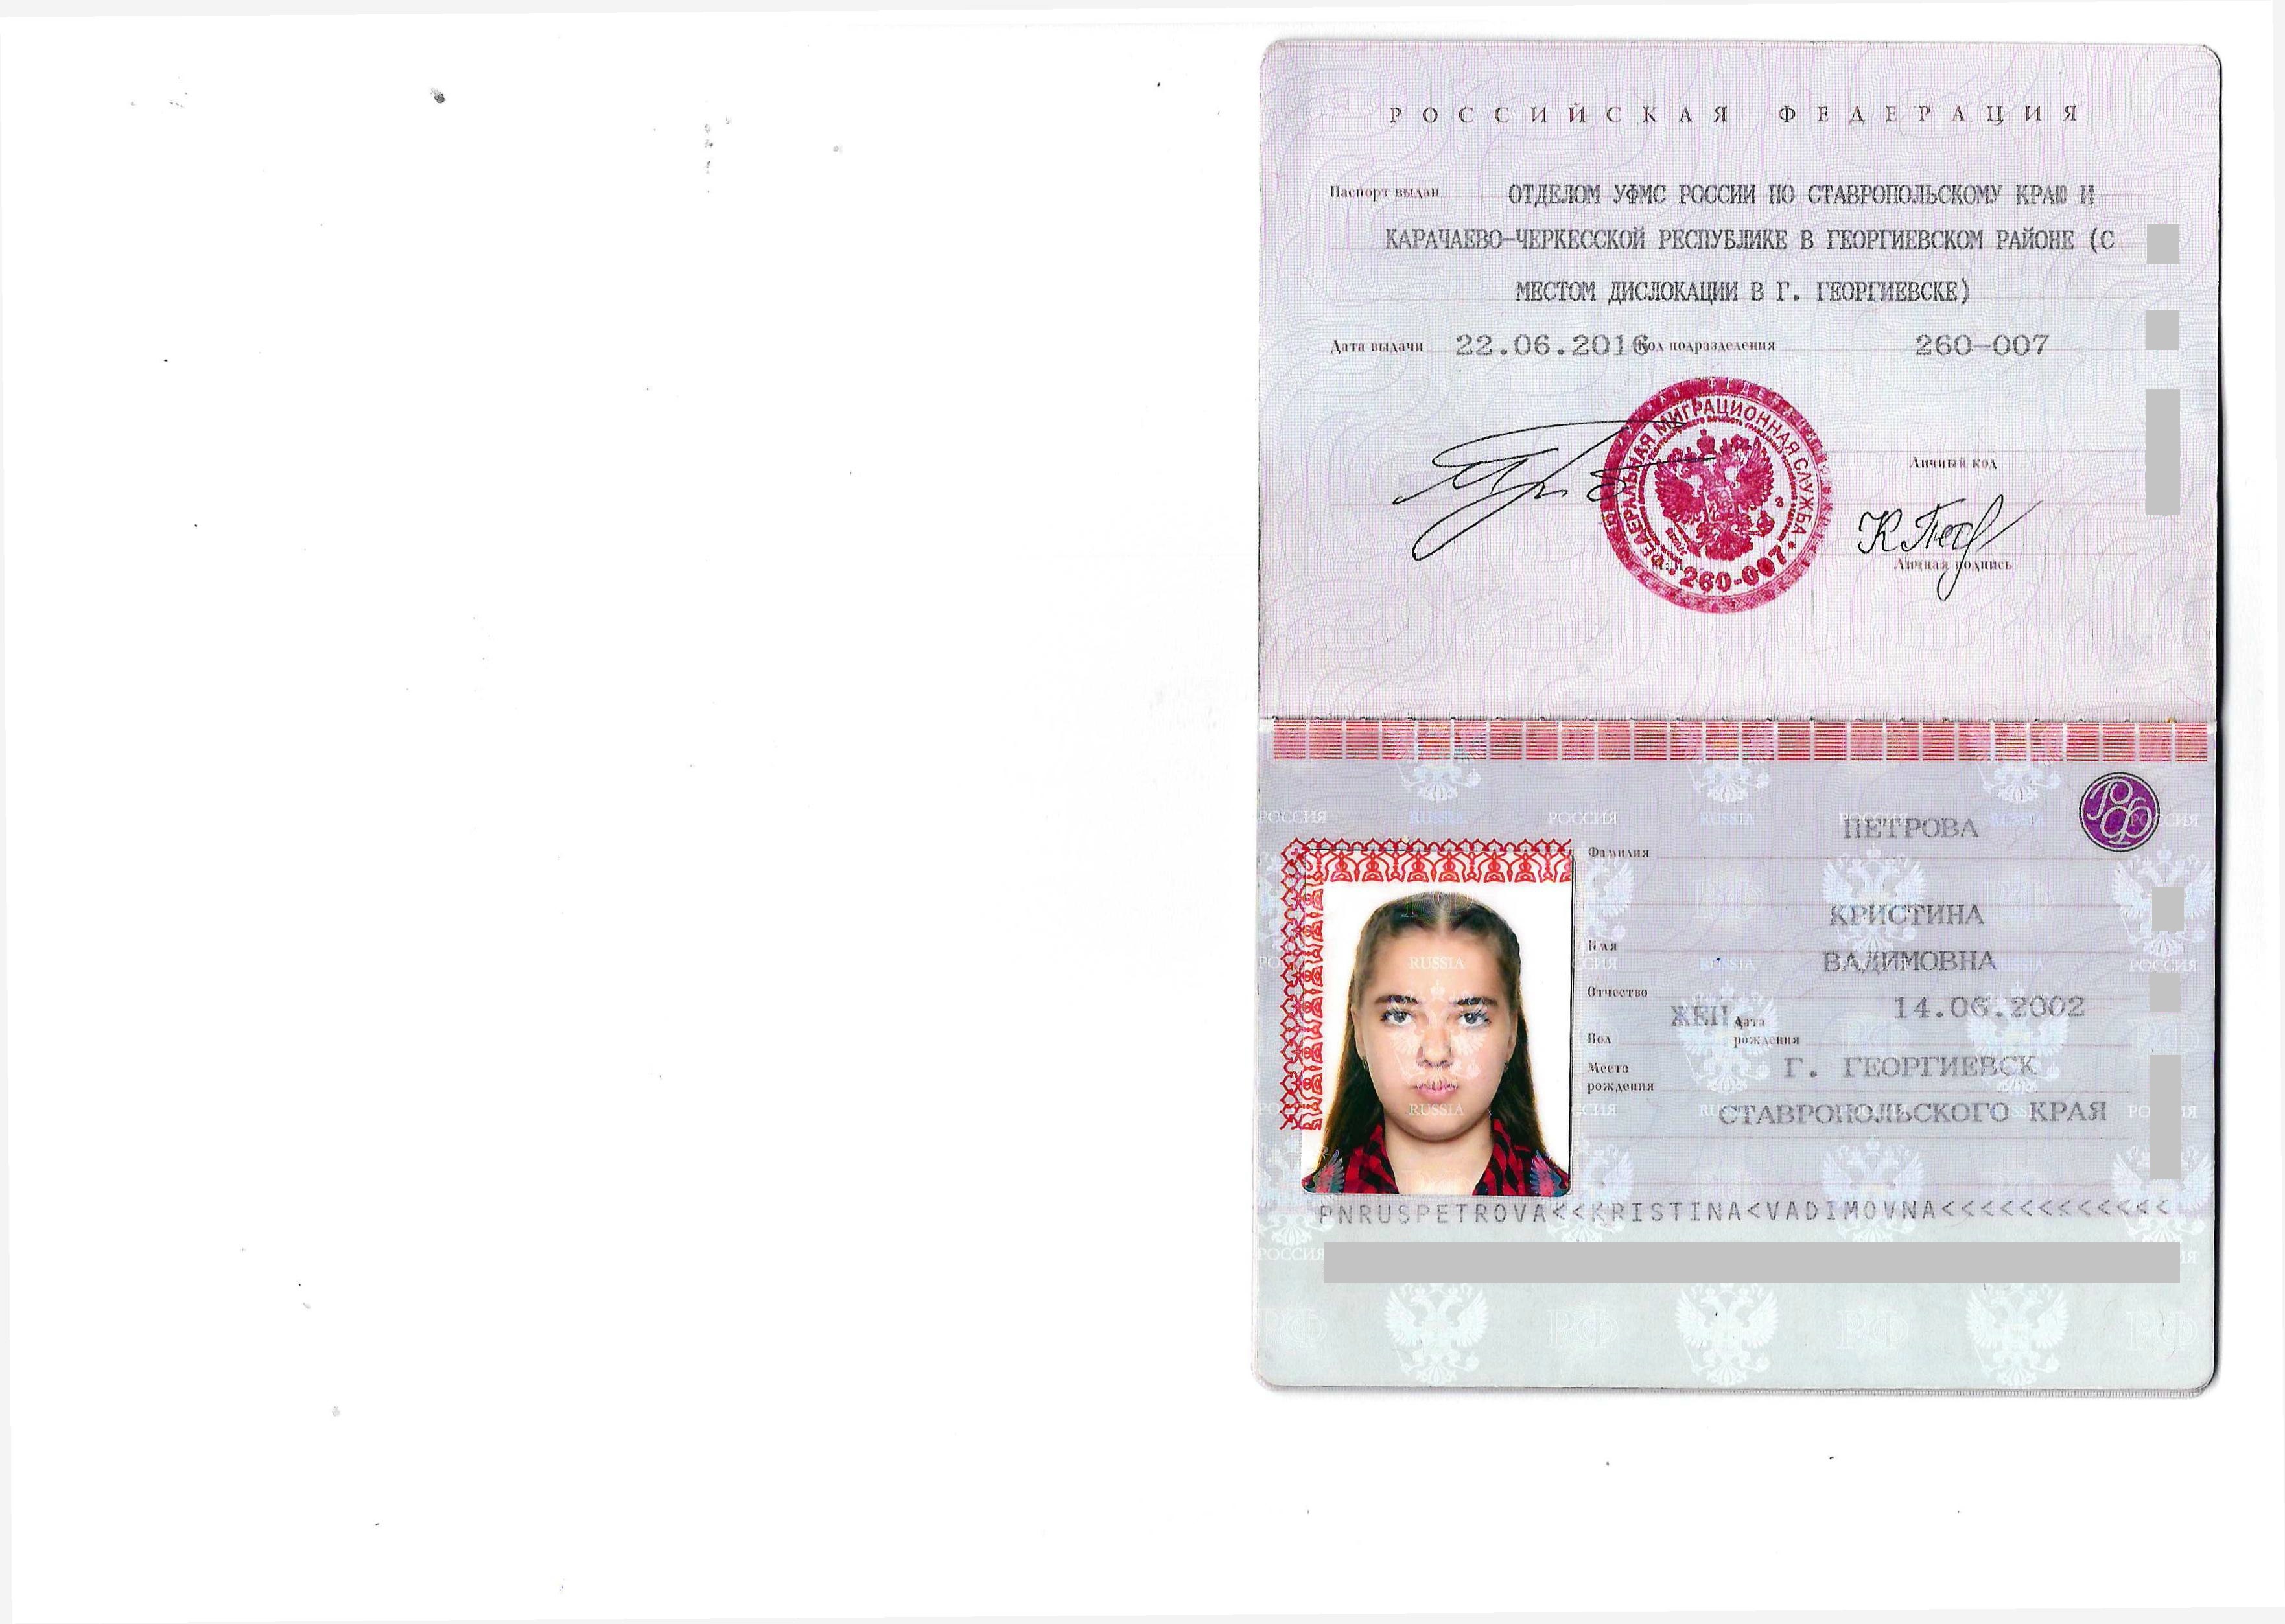 РОССИЙСКАЯ ФЕДЕРАЦИЯ
Паспорт выдан ОТДЕЛОМ УФМС РОССИИ ПО СТАВРОПОЛЬСКОМУ КРАЮ И
КАРАЧАЕВО-ЧЕРКЕССКОЙ РЕСПУБЛИКЕ В ГЕОРГИЕВСКОМ РАЙОНЕ (С
МЕСТОМ ДИСЛОКАЦИИ В Г. ГЕОРГИЕВСКЕ)
Дата выдачи 22.06.2016 Код подразделения 260-007
ФЕДЕРАЛЬНАЯ МИГРАЦИОННАЯ СЛУЖБА
260-007
Личный код
Личная подпись
ПЕТРОВА
Фамилия
КРИСТИНА
Имя
ВАДИМОВНА
Отчество
ЖЕН. 14.06.2002
Пол Дата рождения
Место рождения Г. ГЕОРГИЕВСК
СТАВРОПОЛЬСКОГО КРАЯ
PNRUSPETROVA<<KRISTINA<VADIMOVNA<<<<<<<<<<<<